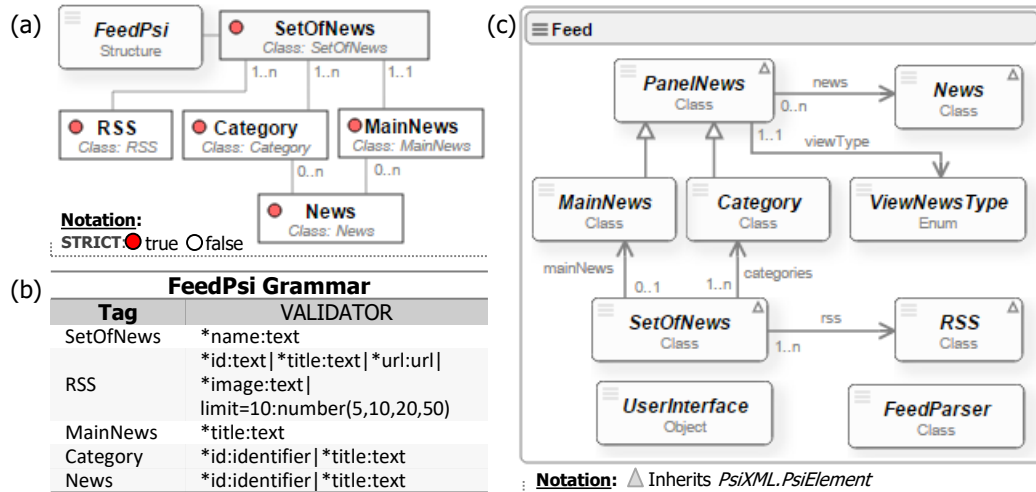 (a)
FeedPsi
Structure
SetOfNews
Class: SetOfNews
1..n
1..n
1..1
RSS
Class: RSS
Category
Class: Category
MainNews
Class: MainNews
0..n
0..n
News
Class: News
Notation:
STRICT: true false
(b)
FeedPsi Grammar
Tag VALIDATOR
SetOfNews *name:text
RSS *id:text|*title:text|*url:url|
*image:text|
limit=10:number(5,10,20,50)
MainNews *title:text
Category *id:identifier|*title:text
News *id:identifier|*title:text
(c)
Feed
PanelNews
Class
news
0..n
News
Class
1..1
viewType
MainNews
Class
Category
Class
ViewNewsType
Enum
mainNews
0..1
1..n
categories
SetOfNews
Class
rss
1..n
RSS
Class
UserInterface
Object
FeedParser
Class
Notation: Inherits PsiXML.PsiElement